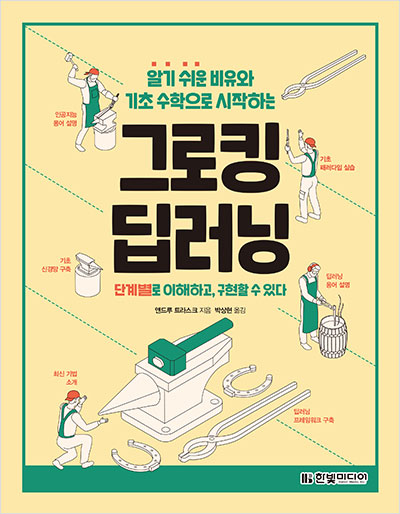 알기 쉬운 비유와
기초 수학으로 시작하는
그로킹
딥러닝
단계별로 이해하고, 구현할 수 있다
앤드루 트라스크 지음 박상현 옮김
인공지능
용어 설명
기초
패러다임 실습
기초
신경망 구축
딥러닝
용어 설명
최신 기법
소개
딥러닝
프레임워크 구축
한빛미디어